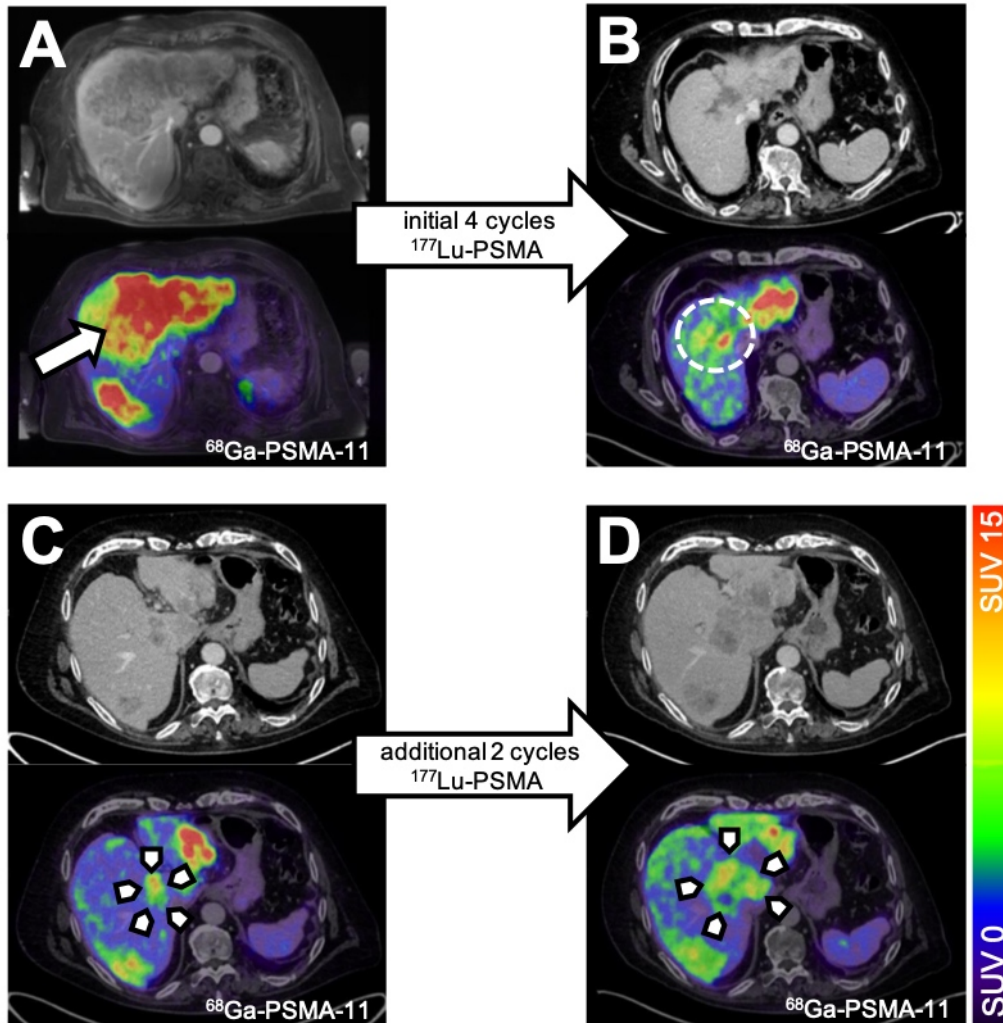 A
B
initial 4 cycles
¹⁷⁷Lu-PSMA
⁶⁸Ga-PSMA-11
⁶⁸Ga-PSMA-11
C
D
SUV 15
additional 2 cycles
¹⁷⁷Lu-PSMA
⁶⁸Ga-PSMA-11
⁶⁸Ga-PSMA-11
SUV 0